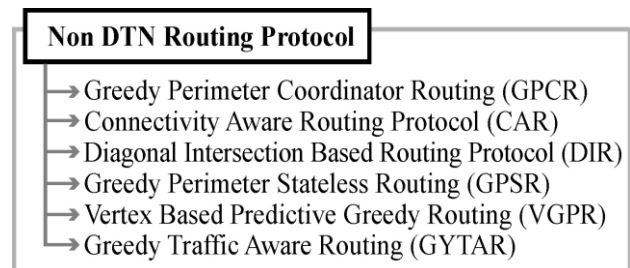 Non DTN Routing Protocol
Greedy Perimeter Coordinator Routing (GPCR)
Connectivity Aware Routing Protocol (CAR)
Diagonal Intersection Based Routing Protocol (DIR)
Greedy Perimeter Stateless Routing (GPSR)
Vertex Based Predictive Greedy Routing (VGPR)
Greedy Traffic Aware Routing (GYTAR)